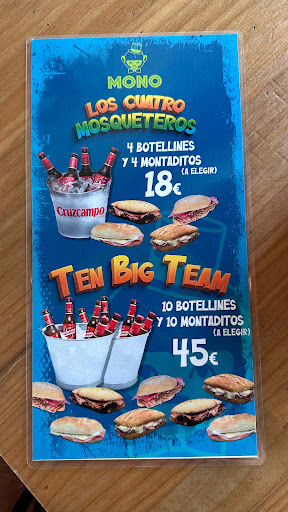 MONO
LOS CUATRO
MOSQUETEROS
4 BOTELLINES
Y 4 MONTADITOS
(A ELEGIR)
18€
Cruzcampo
TEN BIG TEAM
10 BOTELLINES
Y 10 MONTADITOS
(A ELEGIR)
45€